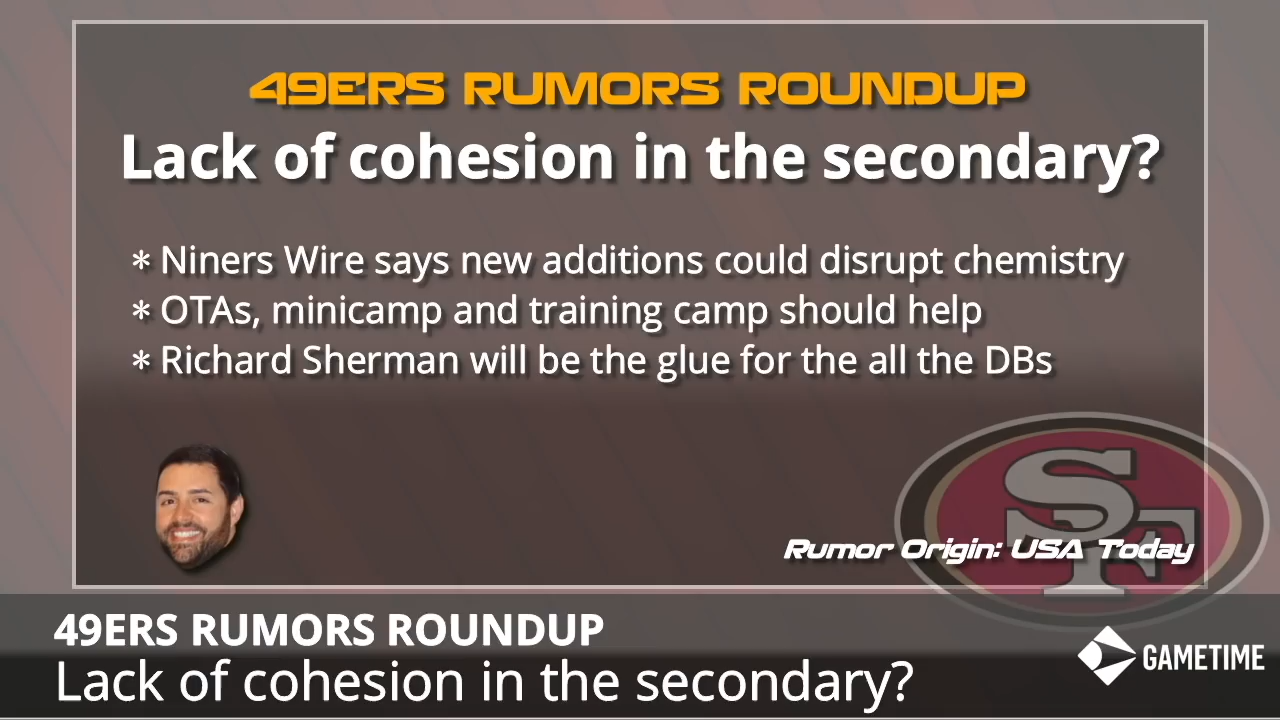 49ERS RUMORS ROUNDUP
Lack of cohesion in the secondary?
* Niners Wire says new additions could disrupt chemistry
* OTAs, minicamp and training camp should help
* Richard Sherman will be the glue for the all the DBs
SF
Rumor Origin: USA Today
49ERS RUMORS ROUNDUP
Lack of cohesion in the secondary?
GAMETIME